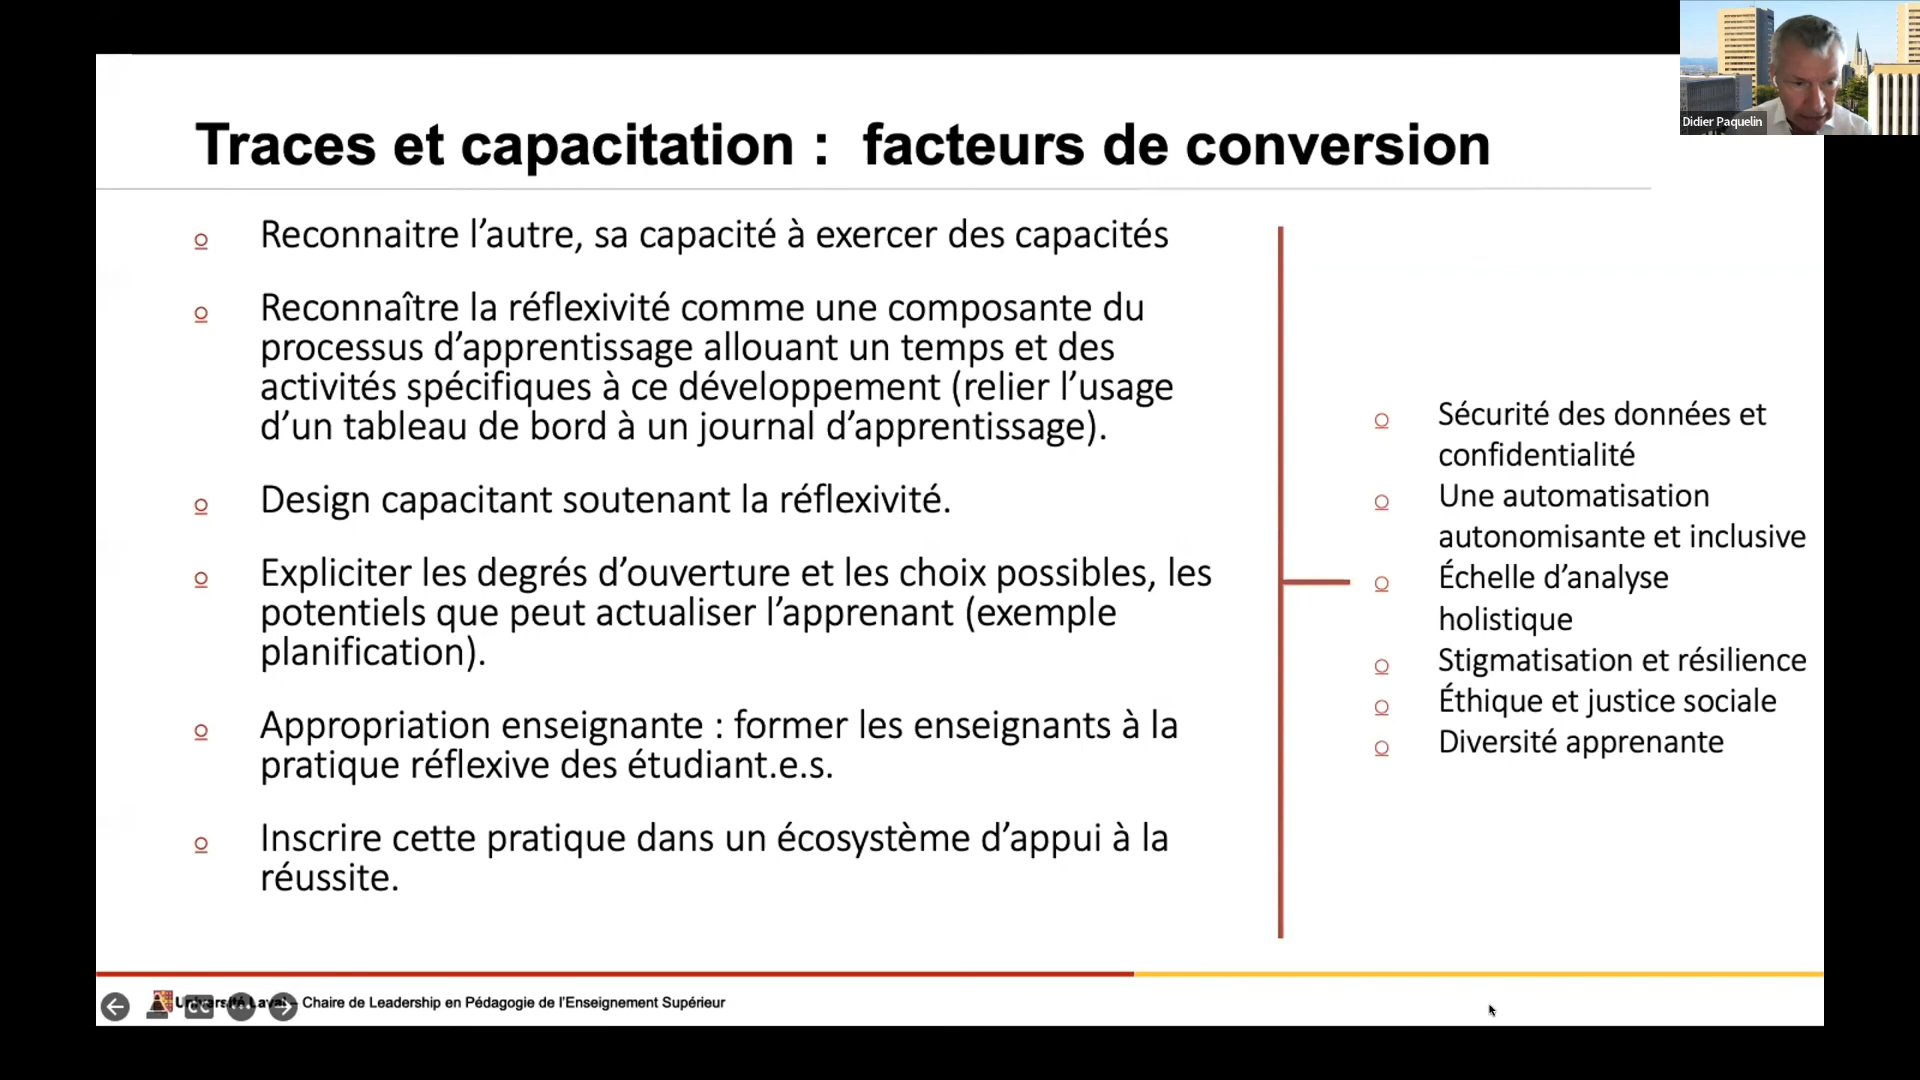 Didier Paquelin
Traces et capacitation : facteurs de conversion
o Reconnaitre l’autre, sa capacité à exercer des capacités
o Reconnaître la réflexivité comme une composante du
processus d’apprentissage allouant un temps et des
activités spécifiques à ce développement (relier l’usage
d’un tableau de bord à un journal d’apprentissage).
o Design capacitant soutenant la réflexivité.
o Expliciter les degrés d’ouverture et les choix possibles, les
potentiels que peut actualiser l’apprenant (exemple
planification).
o Appropriation enseignante : former les enseignants à la
pratique réflexive des étudiant.e.s.
o Inscrire cette pratique dans un écosystème d’appui à la
réussite.
o Sécurité des données et
confidentialité
o Une automatisation
autonomisante et inclusive
o Échelle d’analyse
holistique
o Stigmatisation et résilience
o Éthique et justice sociale
o Diversité apprenante
Université Laval – Chaire de Leadership en Pédagogie de l’Enseignement Supérieur
CC